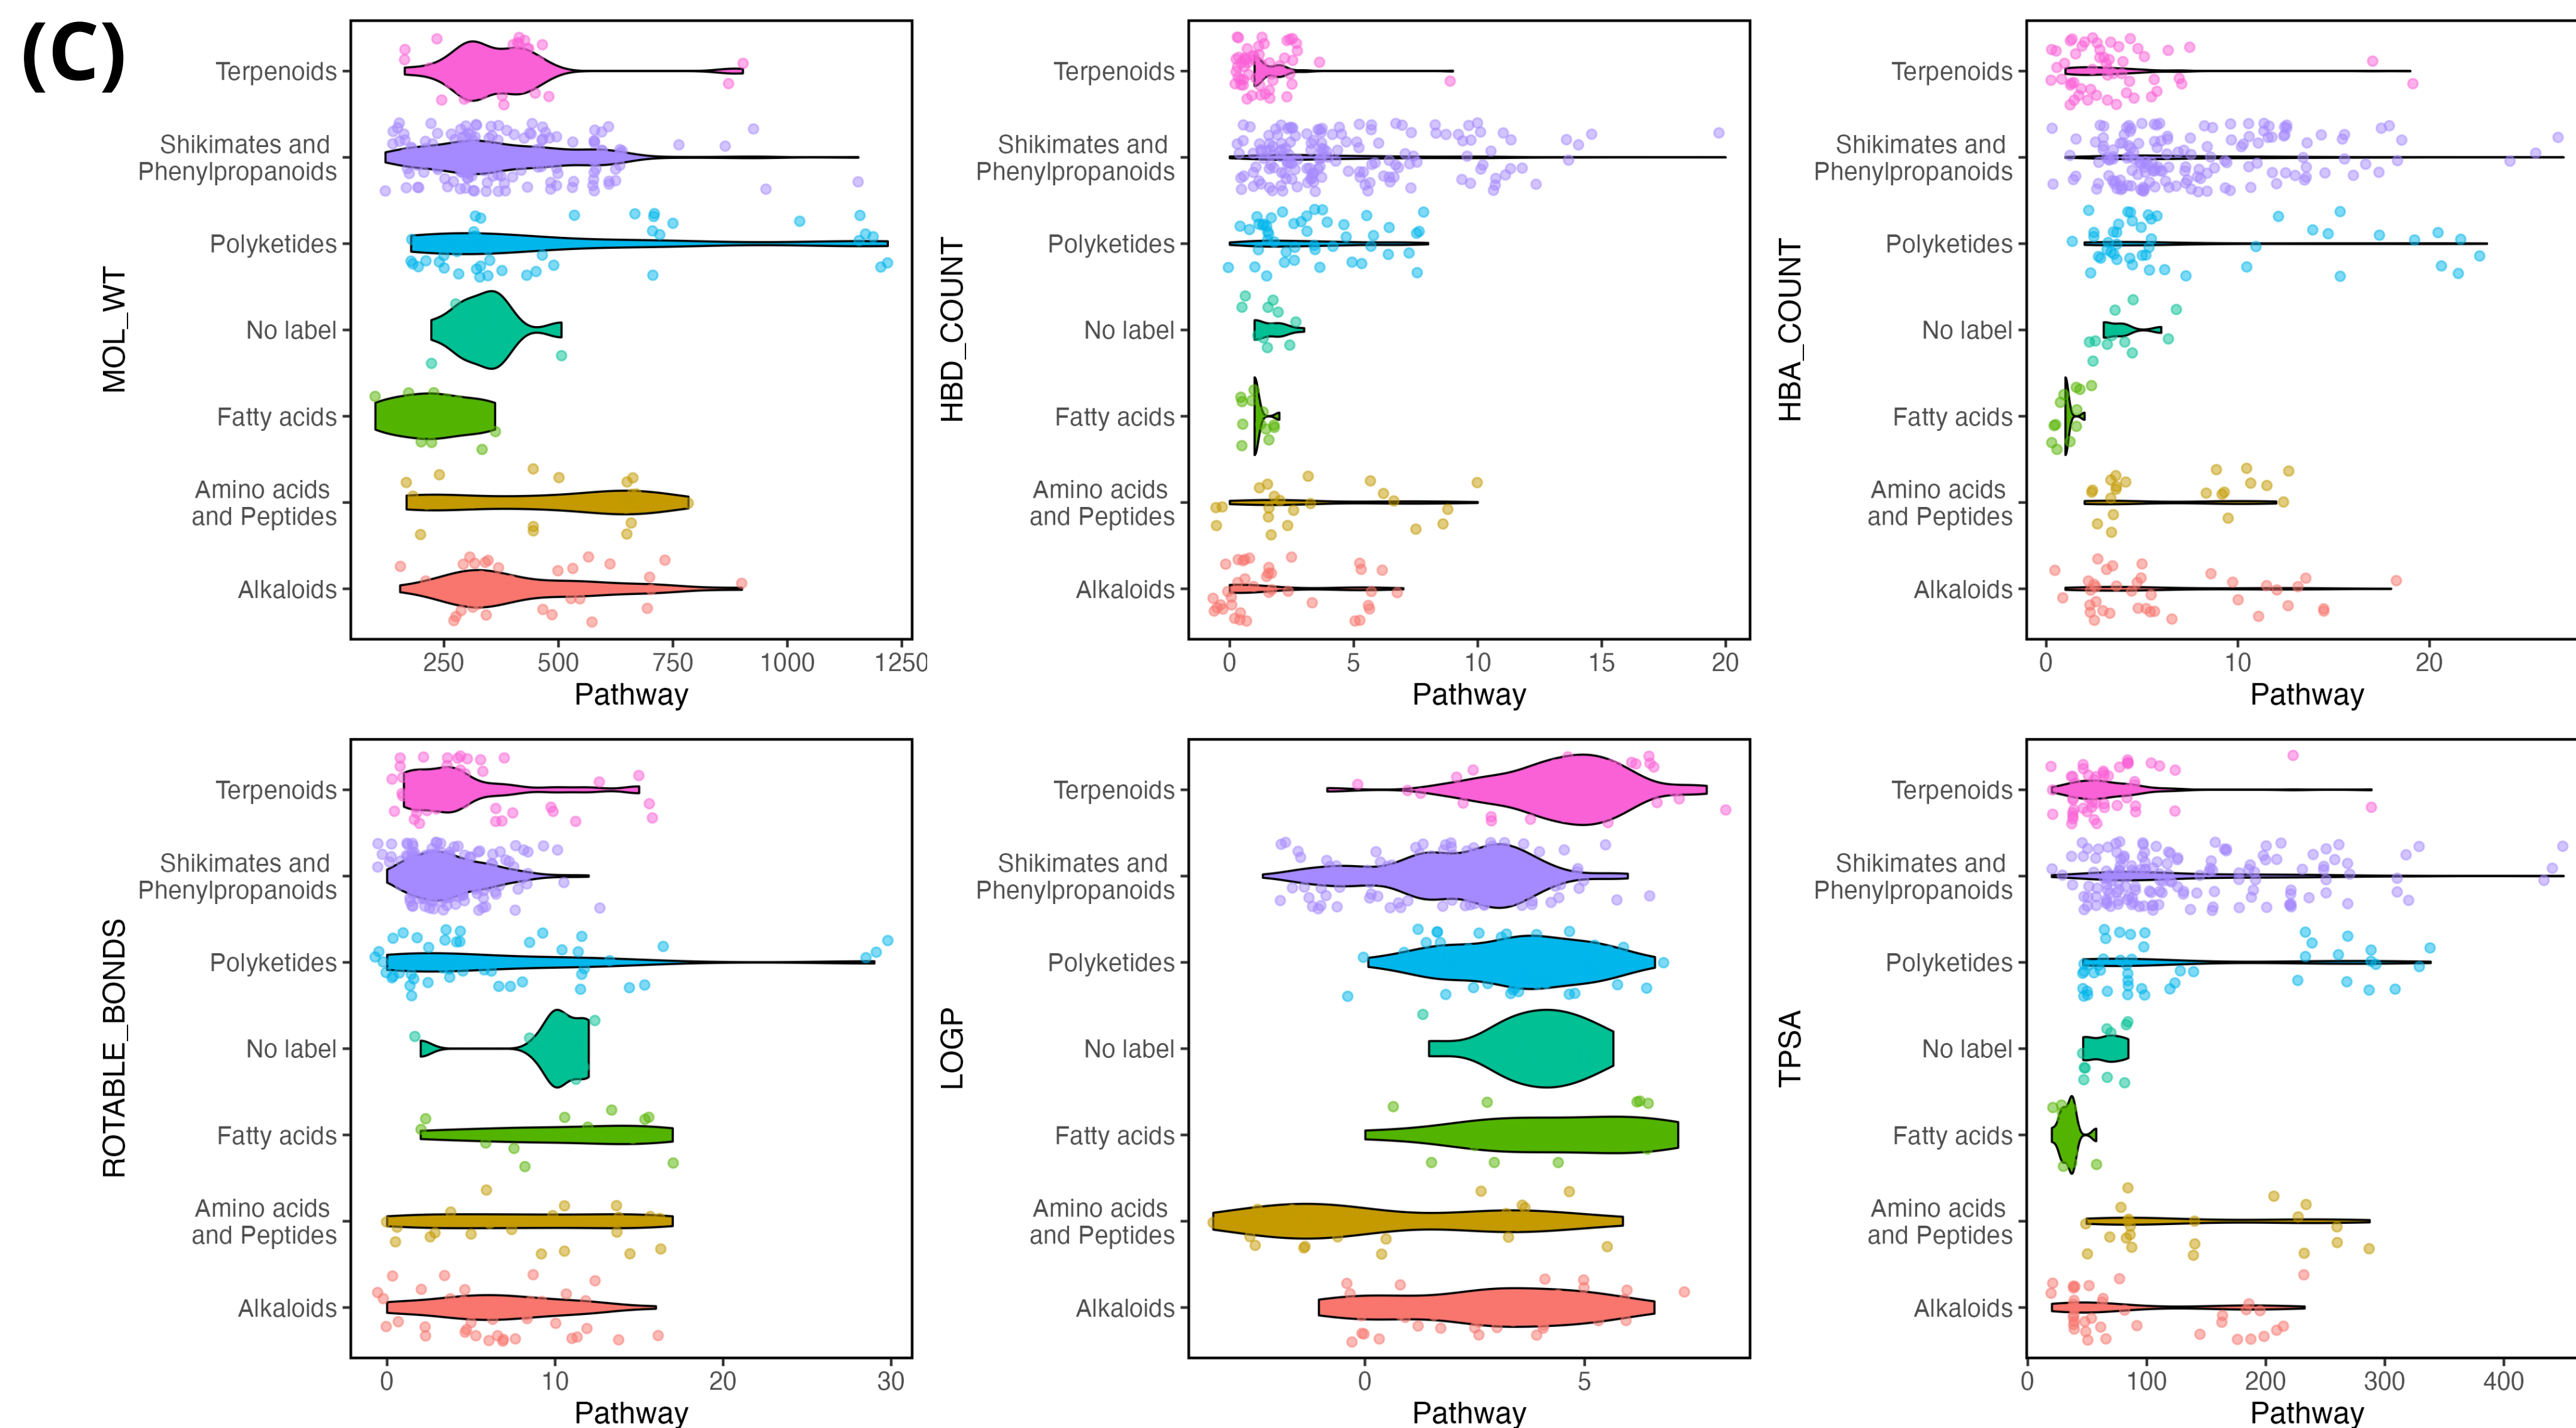 (C)
MOL_WT
Terpenoids
Shikimates and
Phenylpropanoids
Polyketides
No label
Fatty acids
Amino acids
and Peptides
Alkaloids
250 500 750 1000 1250
Pathway
HBD_COUNT
Terpenoids
Shikimates and
Phenylpropanoids
Polyketides
No label
Fatty acids
Amino acids
and Peptides
Alkaloids
0 5 10 15 20
Pathway
HBA_COUNT
Terpenoids
Shikimates and
Phenylpropanoids
Polyketides
No label
Fatty acids
Amino acids
and Peptides
Alkaloids
0 10 20
Pathway
ROTABLE_BONDS
Terpenoids
Shikimates and
Phenylpropanoids
Polyketides
No label
Fatty acids
Amino acids
and Peptides
Alkaloids
0 10 20 30
Pathway
LOGP
Terpenoids
Shikimates and
Phenylpropanoids
Polyketides
No label
Fatty acids
Amino acids
and Peptides
Alkaloids
0 5
Pathway
TPSA
Terpenoids
Shikimates and
Phenylpropanoids
Polyketides
No label
Fatty acids
Amino acids
and Peptides
Alkaloids
0 100 200 300 400
Pathway